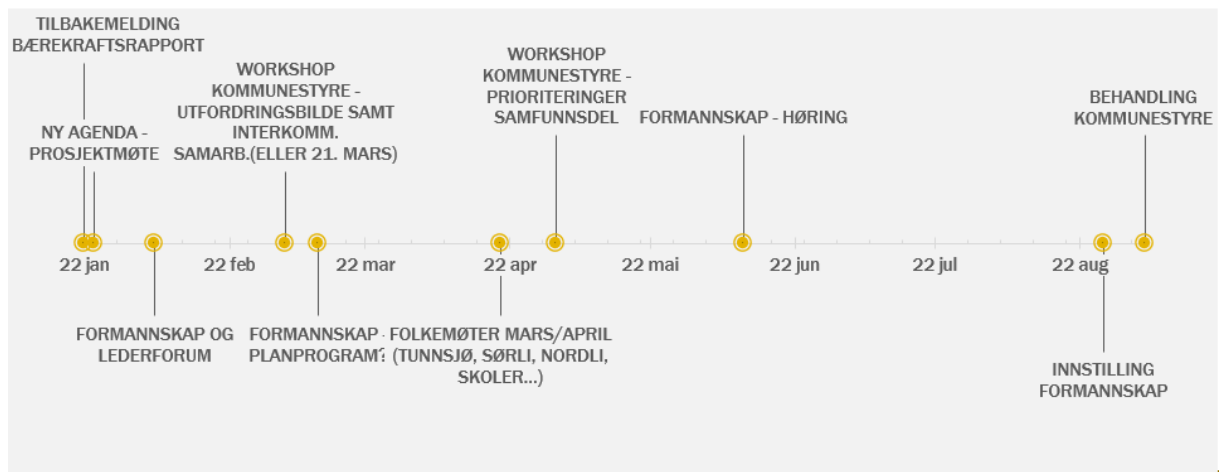 TILBAKEMELDING
BÆREKRAFTSRAPPORT
NY AGENDA -
PROSJEKTMØTE
WORKSHOP
KOMMUNESTYRE -
UTFORDRINGSBILDE SAMT
INTERKOMM.
SAMARB.(ELLER 21. MARS)
WORKSHOP
KOMMUNESTYRE -
PRIORITERINGER
SAMFUNNSDEL
FORMANNSKAP - HØRING
BEHANDLING
KOMMUNESTYRE
22 jan
22 feb
22 mar
22 apr
22 mai
22 jun
22 jul
22 aug
FORMANNSKAP OG
LEDERFORUM
FORMANNSKAP -
PLANPROGRAM?
FOLKEMØTER MARS/APRIL
(TUNNSJØ, SØRLI, NORDLI,
SKOLER...)
INNSTILLING
FORMANNSKAP